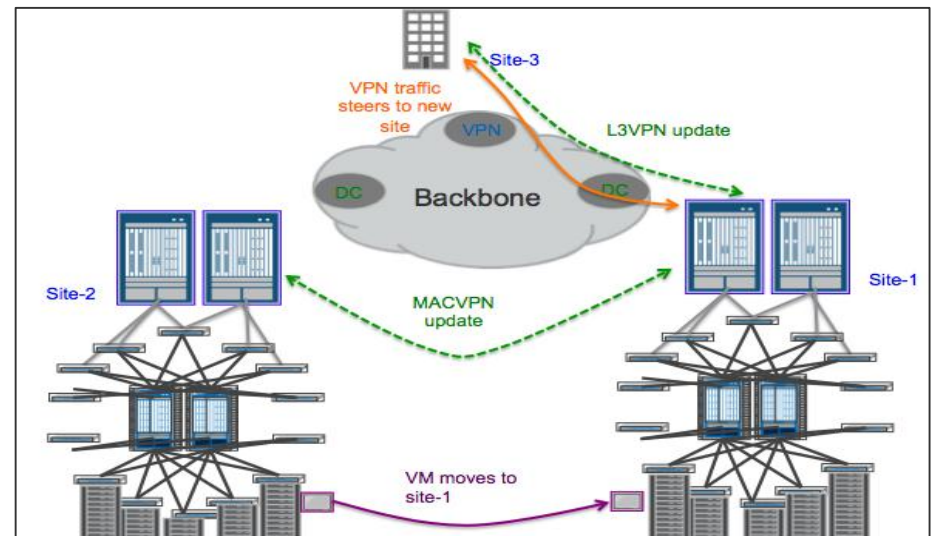 Site-3
VPN traffic
steers to new
site
L3VPN update
VPN
DC
Backbone
DC
Site-2
Site-1
MACVPN
update
VM moves to
site-1